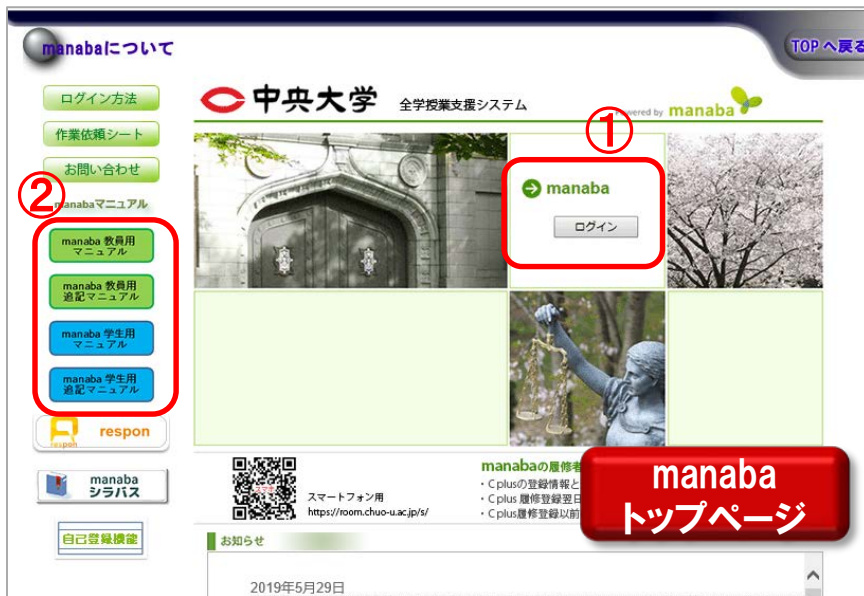 manabaについて
TOPへ戻る
ログイン方法
作業依頼シート
お問い合わせ
②
manabaマニュアル
manaba 教員用
マニュアル
manaba 教員用
追記マニュアル
manaba 学生用
マニュアル
manaba 学生用
追記マニュアル
respon
respon
manaba
シラバス
自己登録機能
中央大学 全学授業支援システム
Powered by manaba
①
manaba
ログイン
スマホ
スマートフォン用
https://room.chuo-u.ac.jp/s/
manabaの履修者
・Cplusの登録情報と
・Cplus 履修登録翌日
・Cplus履修登録以前
manaba
トップページ
お知らせ
2019年5月29日